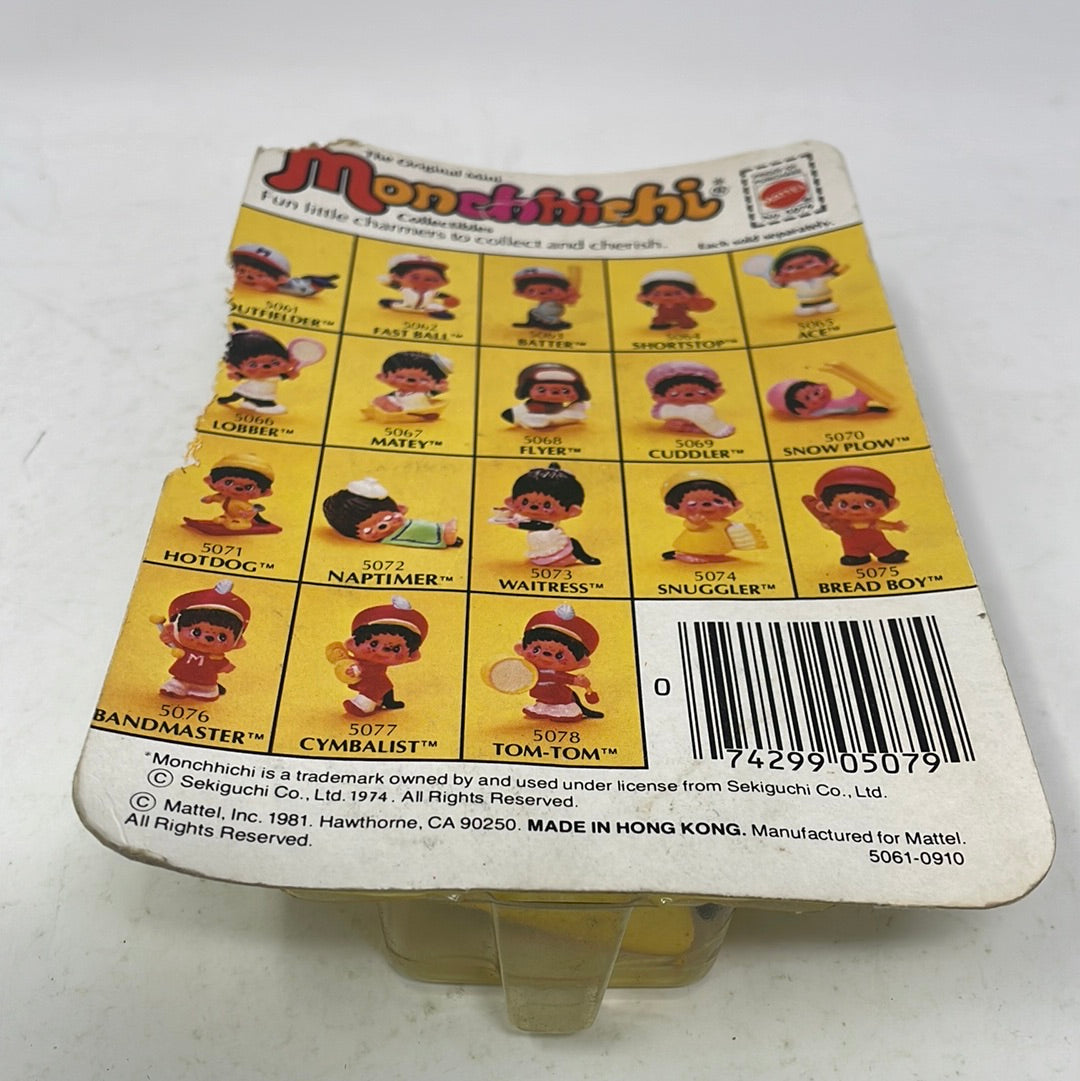 The Original Mini
Monchhichi*®
Collectibles
Fun little charmers to collect and cherish.
Each sold separately.
MATTEL
5061
OUTFIELDER™
5062
FAST BALL™
5063
BATTER™
5064
SHORTSTOP™
5065
ACE™
5066
LOBBER™
5067
MATEY™
5068
FLYER™
5069
CUDDLER™
5070
SNOW PLOW™
5071
HOTDOG™
5072
NAPTIMER™
5073
WAITRESS™
5074
SNUGGLER™
5075
BREAD BOY™
M
5076
BANDMASTER™
5077
CYMBALIST™
5078
TOM-TOM™
0 74299 05079
*Monchhichi is a trademark owned by and used under license from Sekiguchi Co., Ltd.
© Sekiguchi Co., Ltd. 1974. All Rights Reserved.
© Mattel, Inc. 1981. Hawthorne, CA 90250. MADE IN HONG KONG. Manufactured for Mattel.
All Rights Reserved.
5061-0910